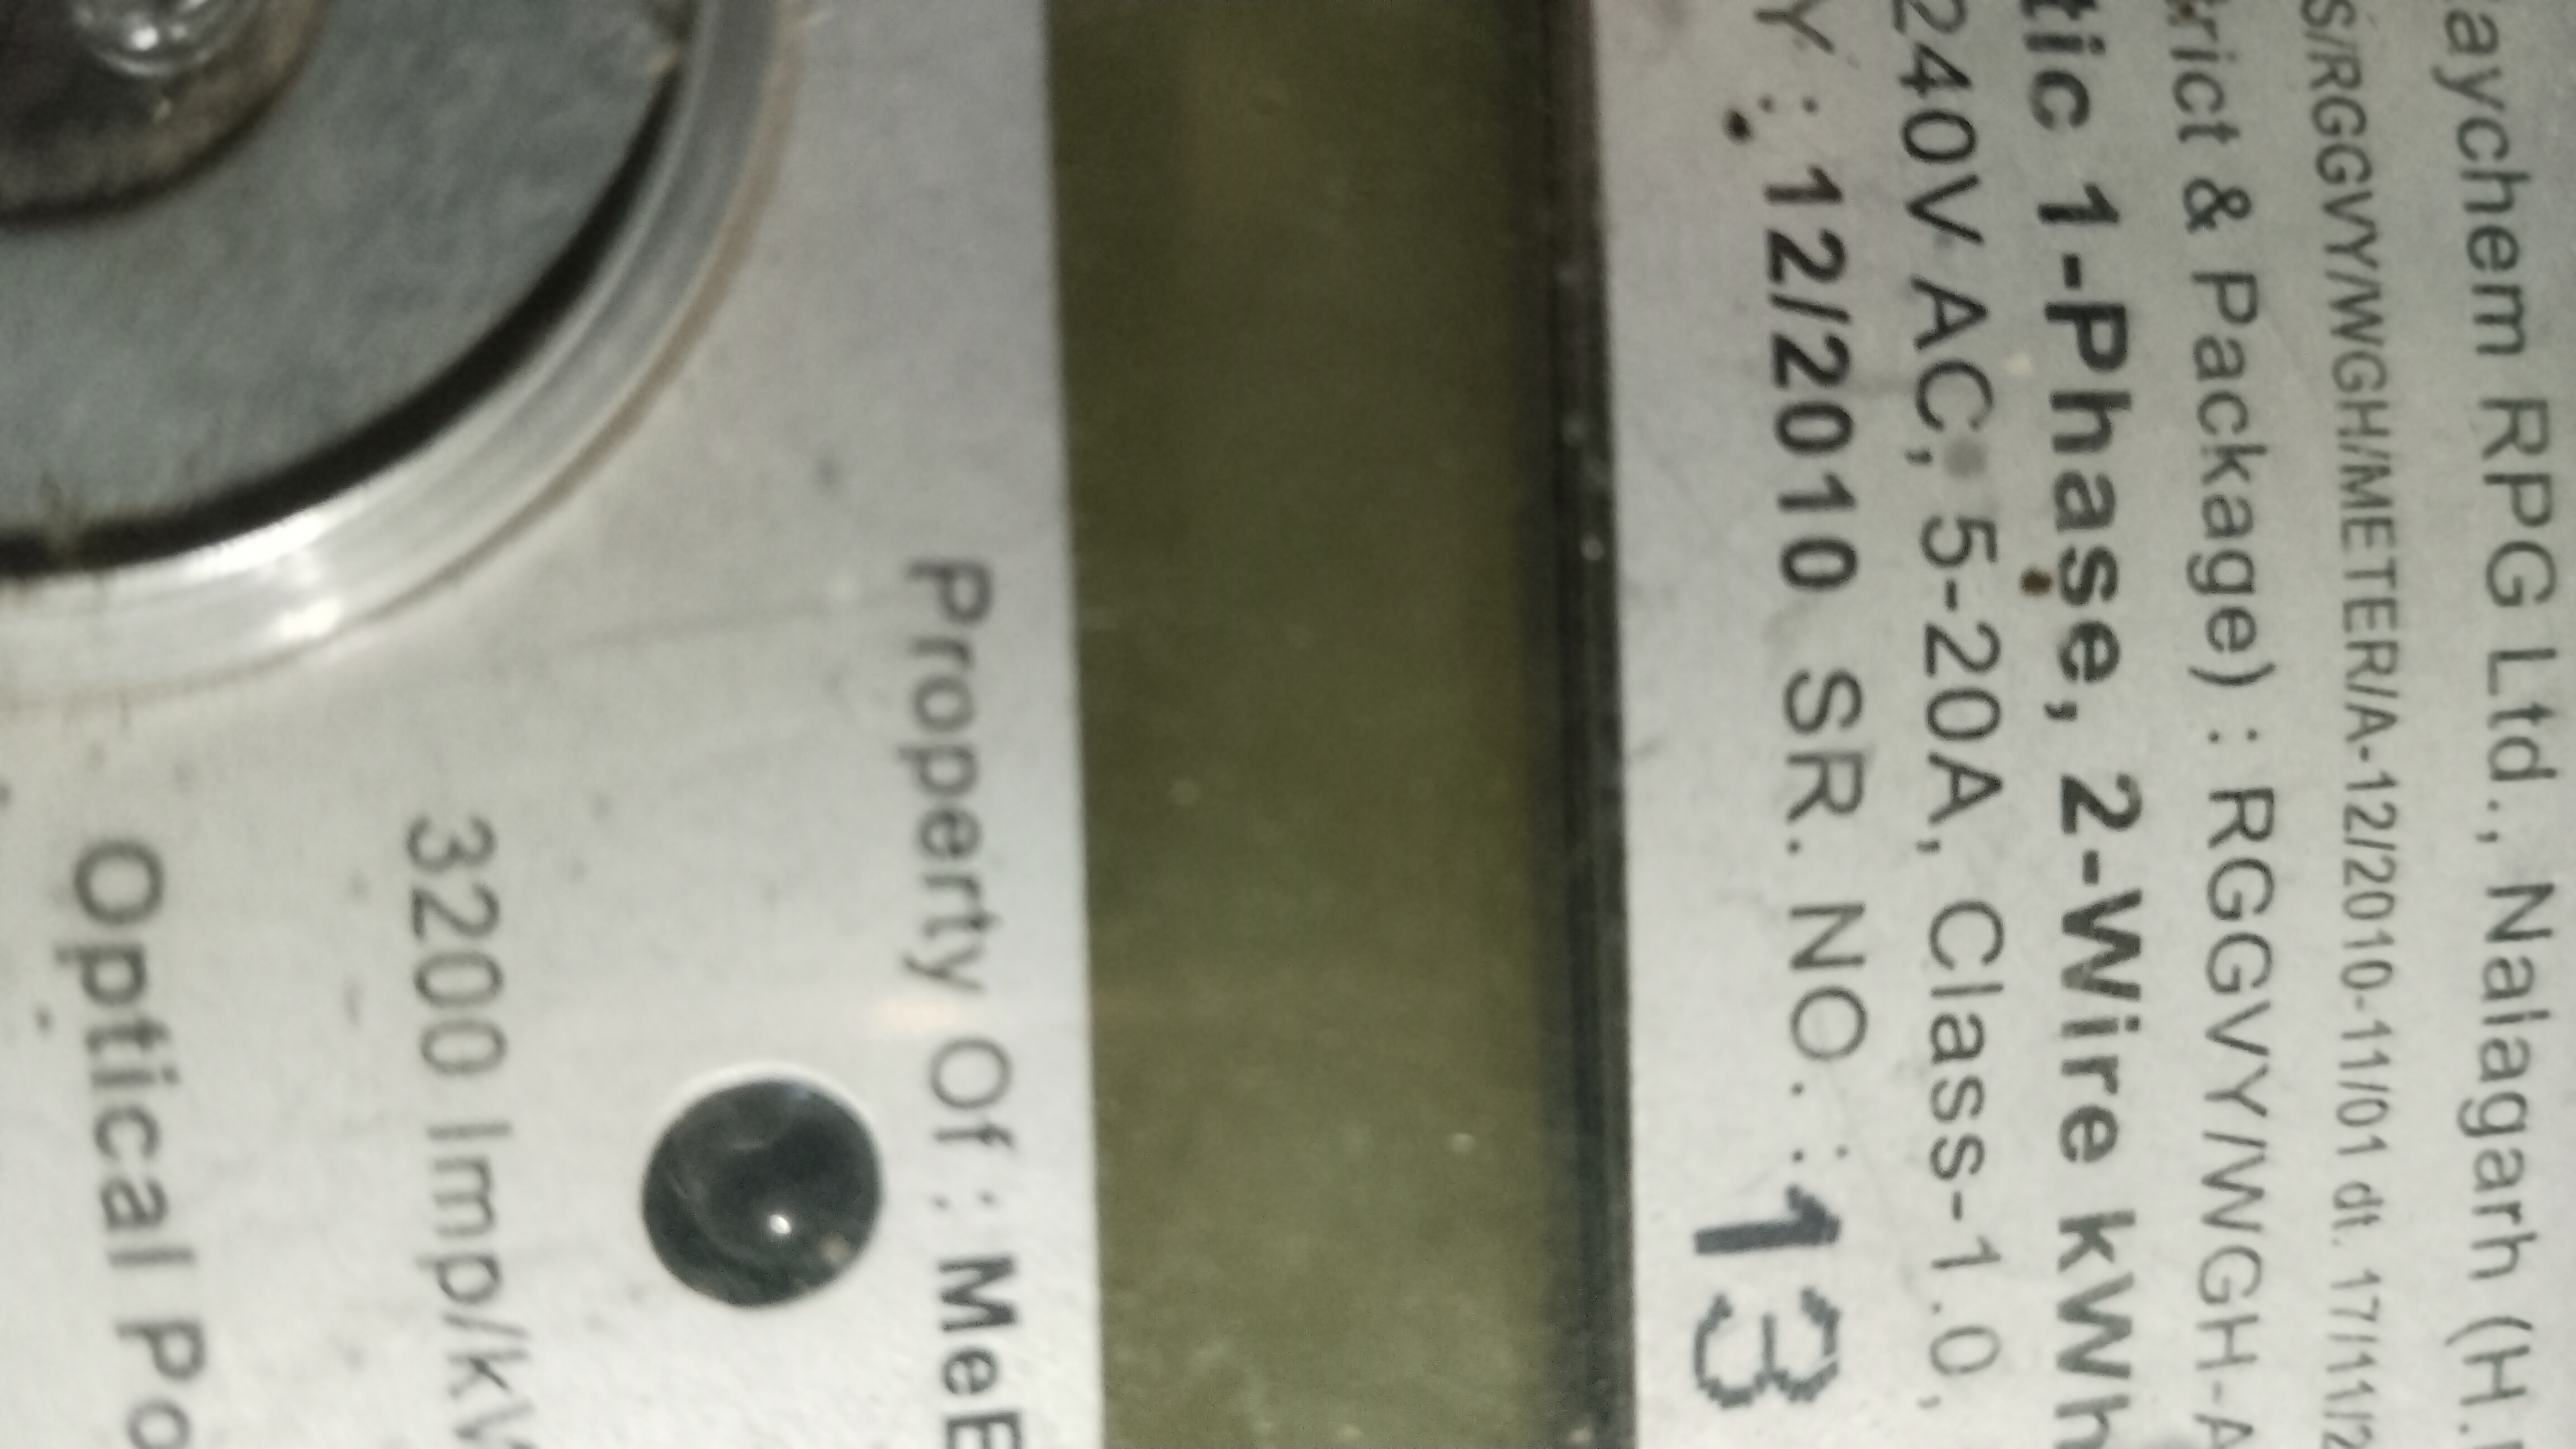 aychem RPG Ltd., Nalagarh (H.
S/RGGVY/WGH/METER/A-12/2010-11/01 dt. 17/11/2
rict & Package) : RGGVY/WGH-A
tic 1-Phase, 2-Wire kWh
240V AC, 5-20A, Class-1.0,
Y : 12/2010 SR. NO. : 13
Property Of : MeE
3200 Imp/kW
Optical Po